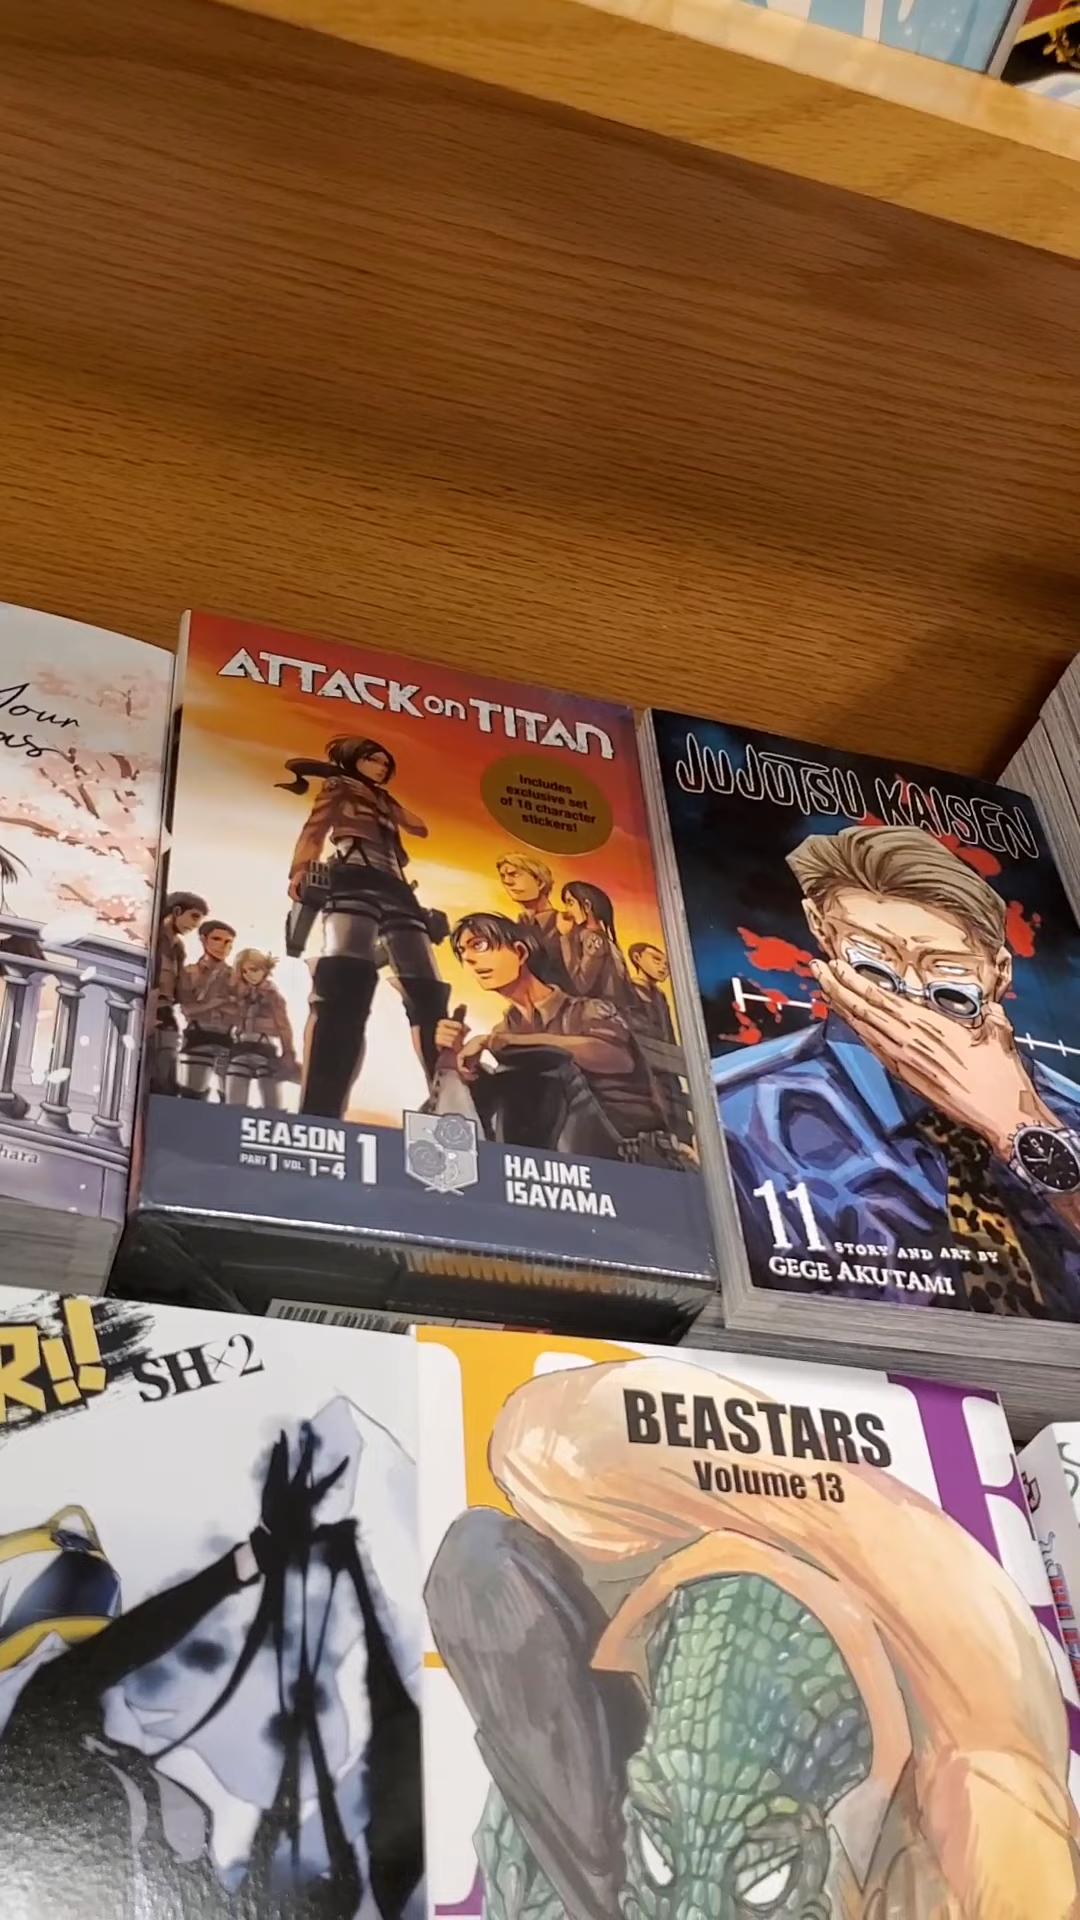 Your
ATTACK on TITAN
Includes
exclusive set
of 18 character
stickers!
SEASON 1
PART 1 VOL. 1-4
HAJIME
ISAYAMA
JUJUTSU KAISEN
11 STORY AND ART BY
GEGE AKUTAMI
SH×2
BEASTARS
Volume 13